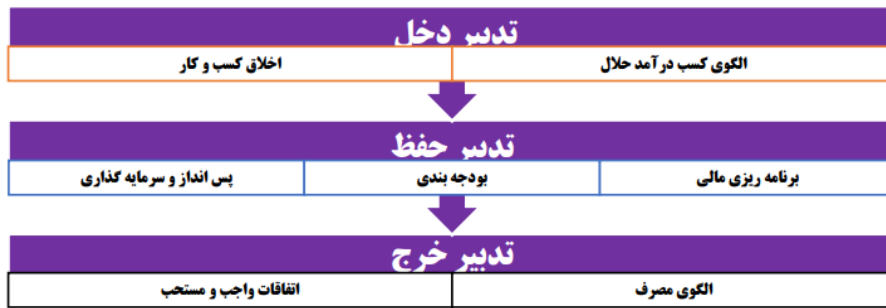 تدبیر دخل
الگوی کسب درآمد حلال
اخلاق کسب و کار
تدبیر حفظ
برنامه ریزی مالی
بودجه بندی
پس انداز و سرمایه گذاری
تدبیر خرج
الگوی مصرف
اتفاقات واجب و مستحب